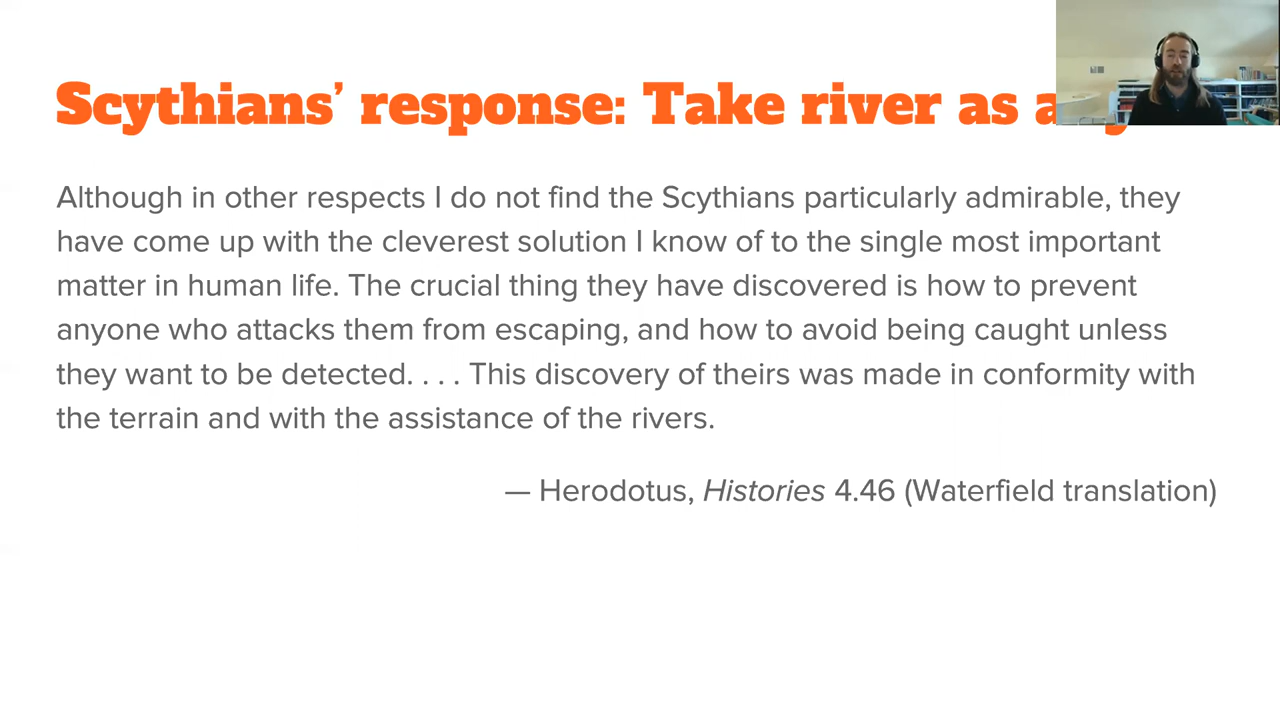 Scythians’ response: Take river as a
Although in other respects I do not find the Scythians particularly admirable, they
have come up with the cleverest solution I know of to the single most important
matter in human life. The crucial thing they have discovered is how to prevent
anyone who attacks them from escaping, and how to avoid being caught unless
they want to be detected. . . . This discovery of theirs was made in conformity with
the terrain and with the assistance of the rivers.
— Herodotus, Histories 4.46 (Waterfield translation)